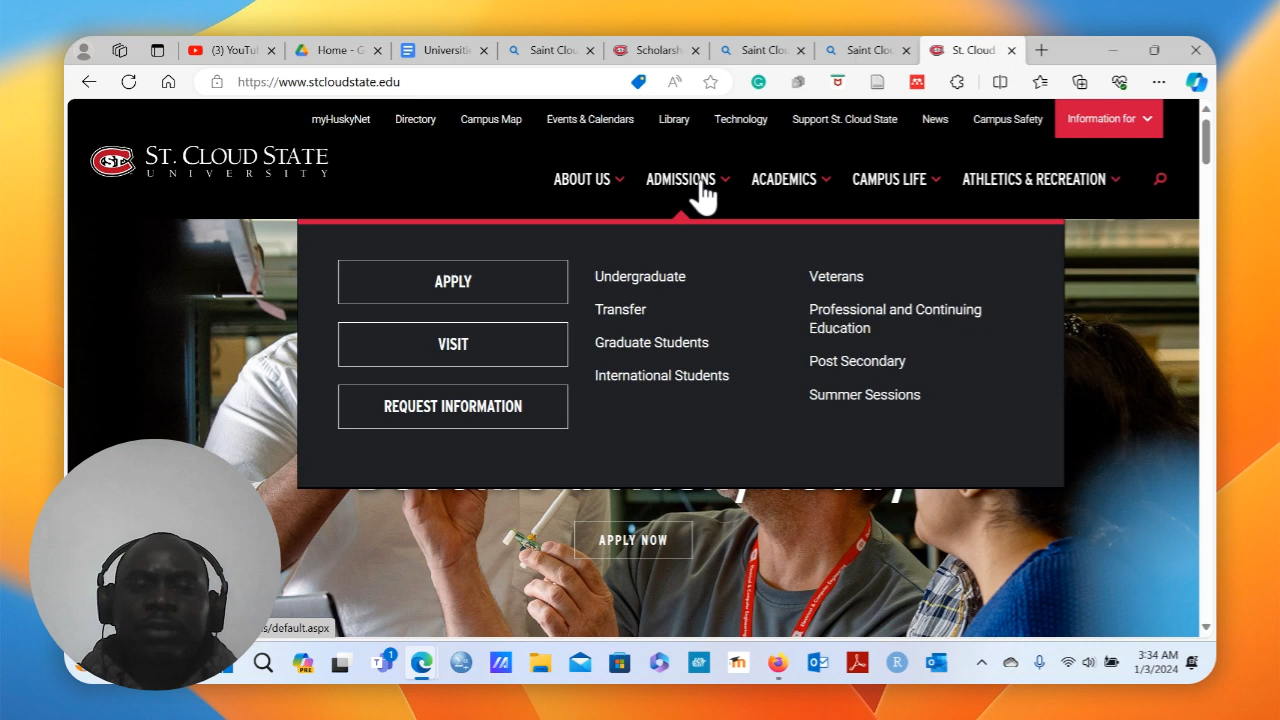 (3) YouTu
Home - G
Universiti
Saint Clou
Scholarsh
Saint Clo
Saint Clo
St. Cloud
https://www.stcloudstate.edu
myHuskyNet
Directory
Campus Map
Events & Calendars
Library
Technology
Support St. Cloud State
News
Campus Safety
Information for
ST. CLOUD STATE
UNIVERSITY
ABOUT US
ADMISSIONS
ACADEMICS
CAMPUS LIFE
ATHLETICS & RECREATION
APPLY
VISIT
REQUEST INFORMATION
Undergraduate
Transfer
Graduate Students
International Students
Veterans
Professional and Continuing
Education
Post Secondary
Summer Sessions
APPLY NOW
s/default.aspx
3:34 AM
1/3/2024